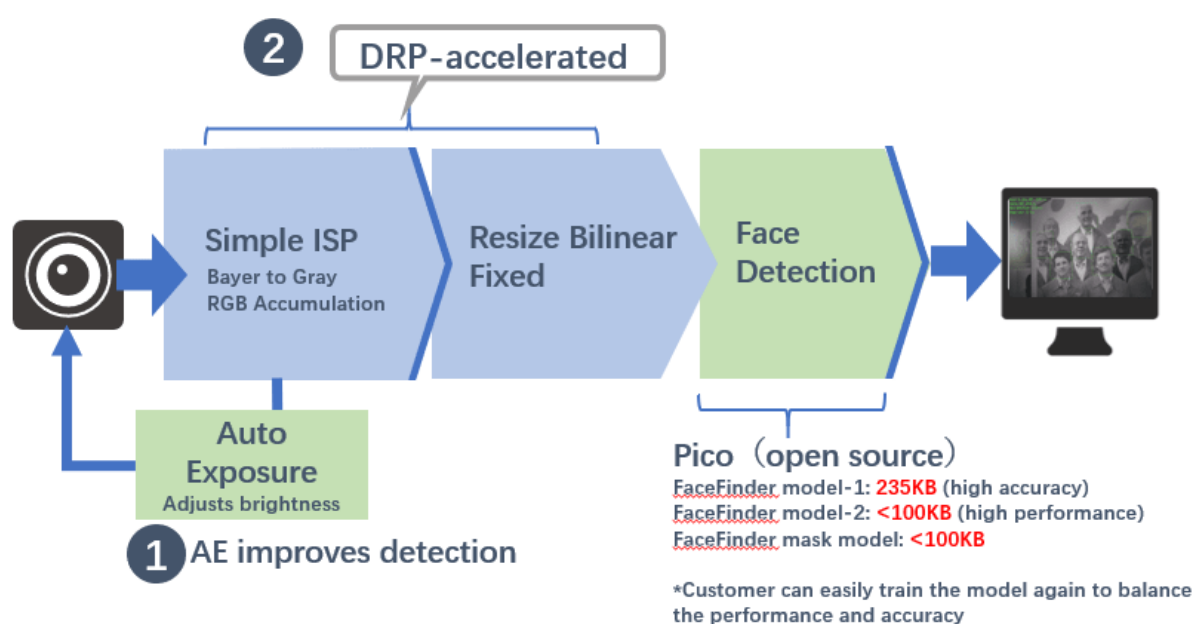 2
DRP-accelerated
Simple ISP
Bayer to Gray
RGB Accumulation
Resize Bilinear
Fixed
Face
Detection
Auto
Exposure
Adjusts brightness
1 AE improves detection
Pico（open source）
FaceFinder model-1: 235KB (high accuracy)
FaceFinder model-2: <100KB (high performance)
FaceFinder mask model: <100KB
*Customer can easily train the model again to balance
the performance and accuracy